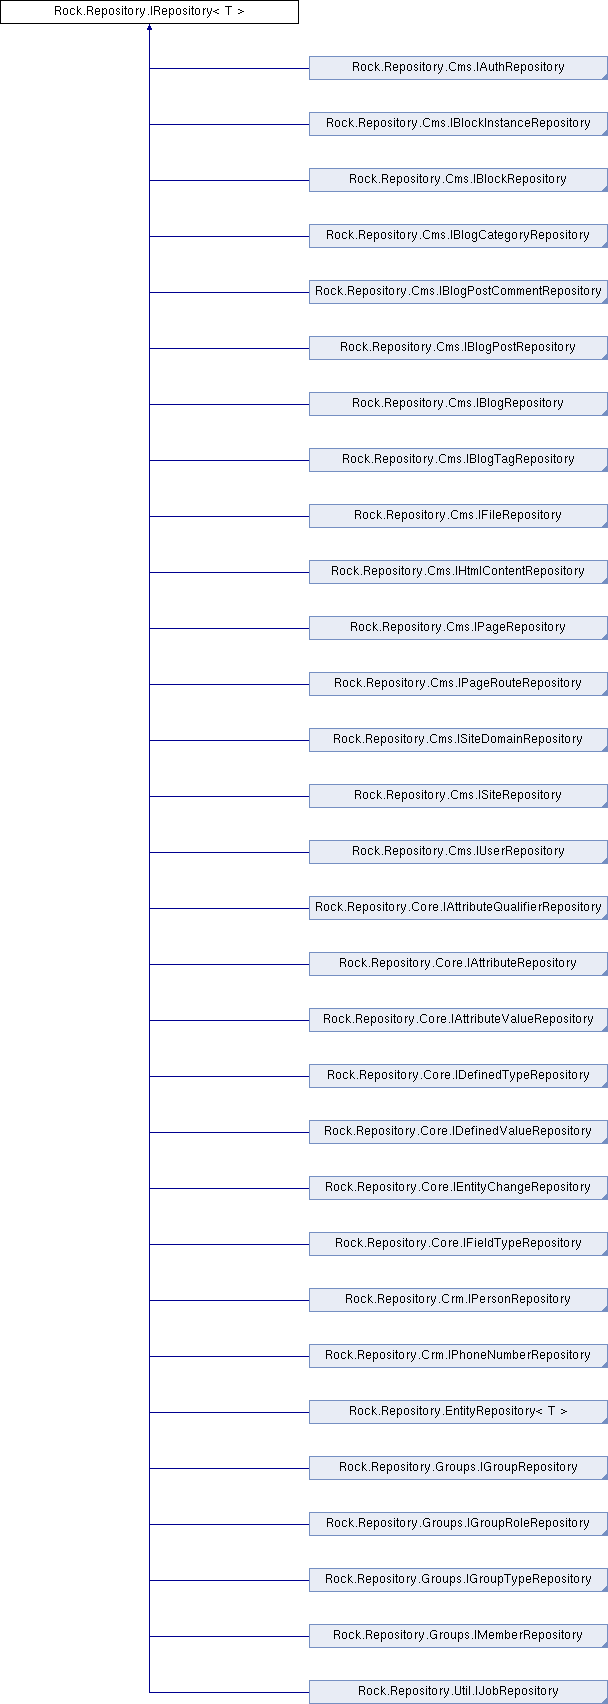 Rock.Repository.IRepository< T >
Rock.Repository.Cms.IAuthRepository
Rock.Repository.Cms.IBlockInstanceRepository
Rock.Repository.Cms.IBlockRepository
Rock.Repository.Cms.IBlogCategoryRepository
Rock.Repository.Cms.IBlogPostCommentRepository
Rock.Repository.Cms.IBlogPostRepository
Rock.Repository.Cms.IBlogRepository
Rock.Repository.Cms.IBlogTagRepository
Rock.Repository.Cms.IFileRepository
Rock.Repository.Cms.IHtmlContentRepository
Rock.Repository.Cms.IPageRepository
Rock.Repository.Cms.IPageRouteRepository
Rock.Repository.Cms.ISiteDomainRepository
Rock.Repository.Cms.ISiteRepository
Rock.Repository.Cms.IUserRepository
Rock.Repository.Core.IAttributeQualifierRepository
Rock.Repository.Core.IAttributeRepository
Rock.Repository.Core.IAttributeValueRepository
Rock.Repository.Core.IDefinedTypeRepository
Rock.Repository.Core.IDefinedValueRepository
Rock.Repository.Core.IEntityChangeRepository
Rock.Repository.Core.IFieldTypeRepository
Rock.Repository.Crm.IPersonRepository
Rock.Repository.Crm.IPhoneNumberRepository
Rock.Repository.EntityRepository< T >
Rock.Repository.Groups.IGroupRepository
Rock.Repository.Groups.IGroupRoleRepository
Rock.Repository.Groups.IGroupTypeRepository
Rock.Repository.Groups.IMemberRepository
Rock.Repository.Util.IJobRepository